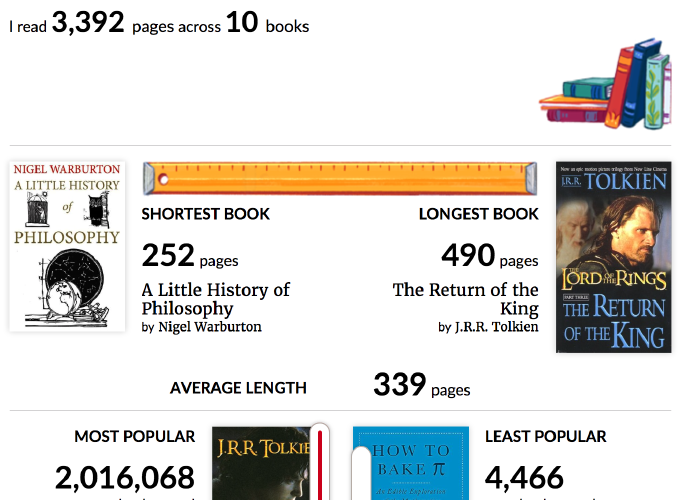 I read 3,392 pages across 10 books
NIGEL WARBURTON
A LITTLE HISTORY
of
PHILOSOPHY
SHORTEST BOOK
252 pages
A Little History of
Philosophy
by Nigel Warburton
LONGEST BOOK
490 pages
The Return of the
King
by J.R.R. Tolkien
Now an epic motion picture trilogy from New Line Cinema
J.R.R. TOLKIEN
THE LORD OF THE RINGS
PART THREE
THE RETURN
OF THE KING
AVERAGE LENGTH
339 pages
MOST POPULAR
2,016,068
J.R.R. TOLKIE
HOW TO
BAKE π
An Edible Exploration
LEAST POPULAR
4,466